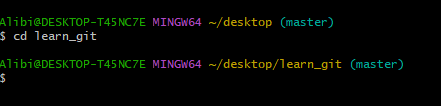 Alibi@DESKTOP-T45NC7E MINGW64 ~/desktop (master)
$ cd learn_git
Alibi@DESKTOP-T45NC7E MINGW64 ~/desktop/learn_git (master)
$